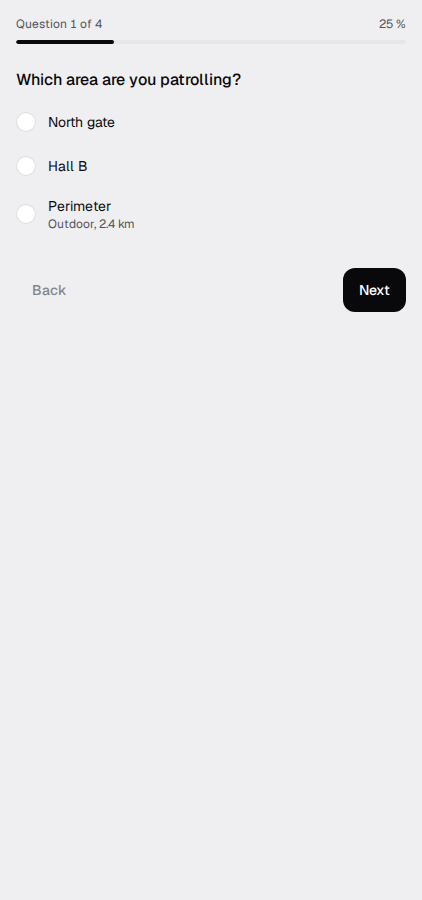 Question 1 of 4
25 %
Which area are you patrolling?
North gate
Hall B
Perimeter
Outdoor, 2.4 km
Back
Next